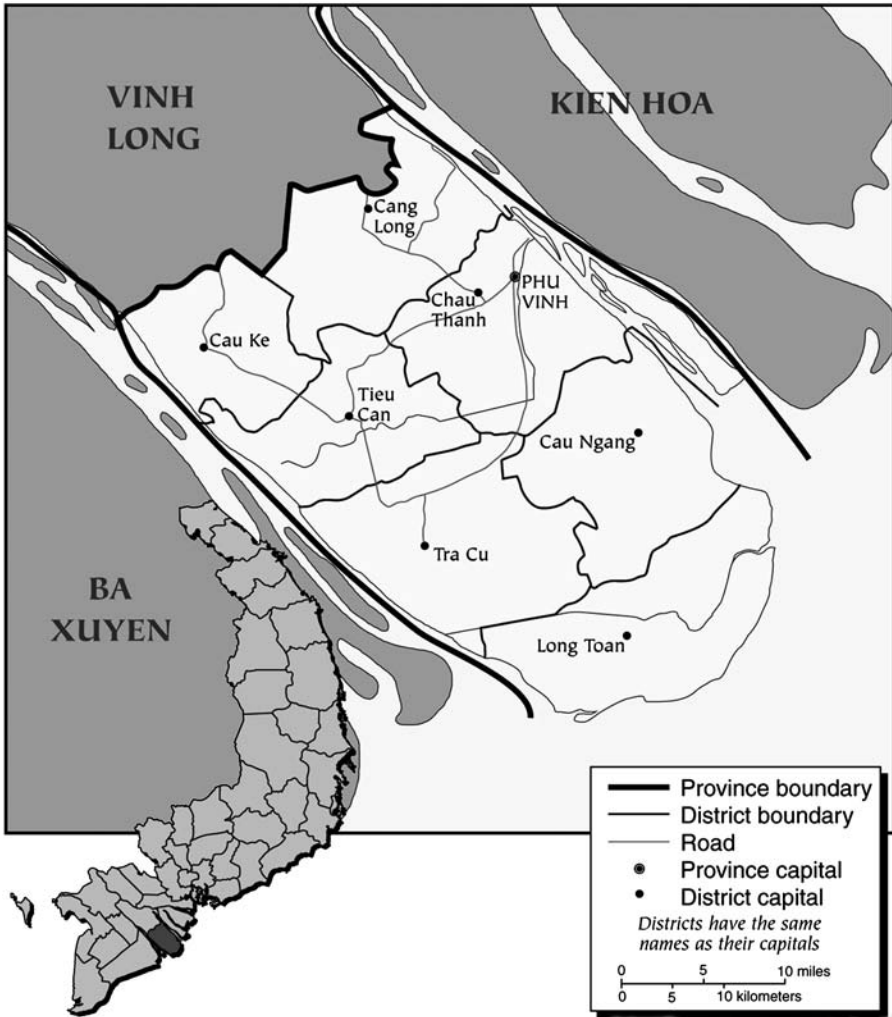 VINH
LONG
KIEN HOA
Cang
Long
Chau
Thanh
PHU
VINH
Cau Ke
Tieu
Can
Cau Ngang
Tra Cu
BA
XUYEN
Long Toan
Province boundary
District boundary
Road
Province capital
District capital
Districts have the same
names as their capitals
0 5 10 miles
0 5 10 kilometers